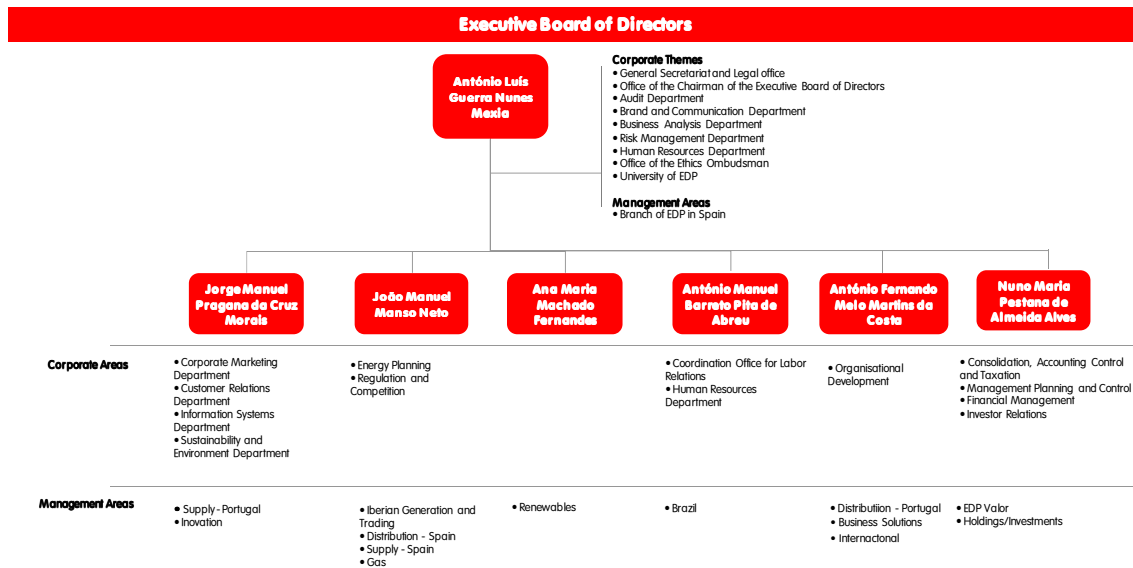 Executive Board of Directors
António Luís
Guerra Nunes
Mexia
Corporate Themes
• General Secretariat and Legal office
• Office of the Chairman of the Executive Board of Directors
• Audit Department
• Brand and Communication Department
• Business Analysis Department
• Risk Management Department
• Human Resources Department
• Office of the Ethics Ombudsman
• University of EDP
Management Areas
• Branch of EDP in Spain
Jorge Manuel
Pragana da Cruz
Morais
João Manuel
Manso Neto
Ana Maria
Machado
Fernandes
António Manuel
Barreto Pita de
Abreu
António Fernando
Melo Martins da
Costa
Nuno Maria
Pestana de
Almeida Alves
Corporate Areas
• Corporate Marketing
Department
• Customer Relations
Department
• Information Systems
Department
• Sustainability and
Environment Department
• Energy Planning
• Regulation and
Competition
• Coordination Office for Labor
Relations
• Human Resources
Department
• Organisational
Development
• Consolidation, Accounting Control
and Taxation
• Management Planning and Control
• Financial Management
• Investor Relations
Management Areas
• Supply - Portugal
• Inovation
• Iberian Generation and
Trading
• Distribution - Spain
• Supply - Spain
• Gas
• Renewables
• Brazil
• Distributiion - Portugal
• Business Solutions
• Internactonal
• EDP Valor
• Holdings/Investments